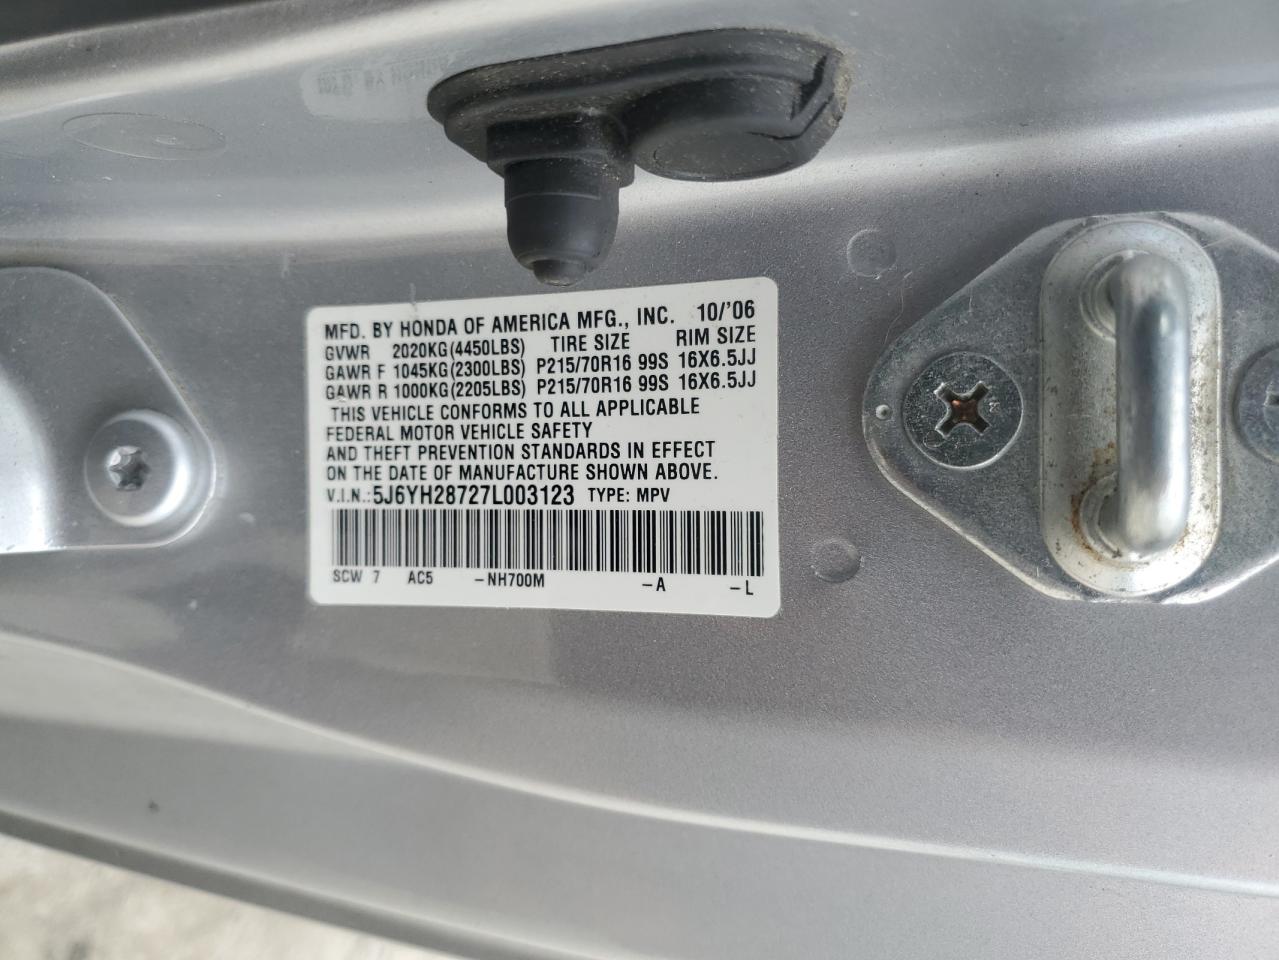 MFD. BY HONDA OF AMERICA MFG., INC. 10/'06
GVWR 2020KG(4450LBS) TIRE SIZE RIM SIZE
GAWR F 1045KG(2300LBS) P215/70R16 99S 16X6.5JJ
GAWR R 1000KG(2205LBS) P215/70R16 99S 16X6.5JJ
THIS VEHICLE CONFORMS TO ALL APPLICABLE
FEDERAL MOTOR VEHICLE SAFETY
AND THEFT PREVENTION STANDARDS IN EFFECT
ON THE DATE OF MANUFACTURE SHOWN ABOVE.
V.I.N.:5J6YH28727L003123 TYPE: MPV
SCW 7 AC5 -NH700M -A -L